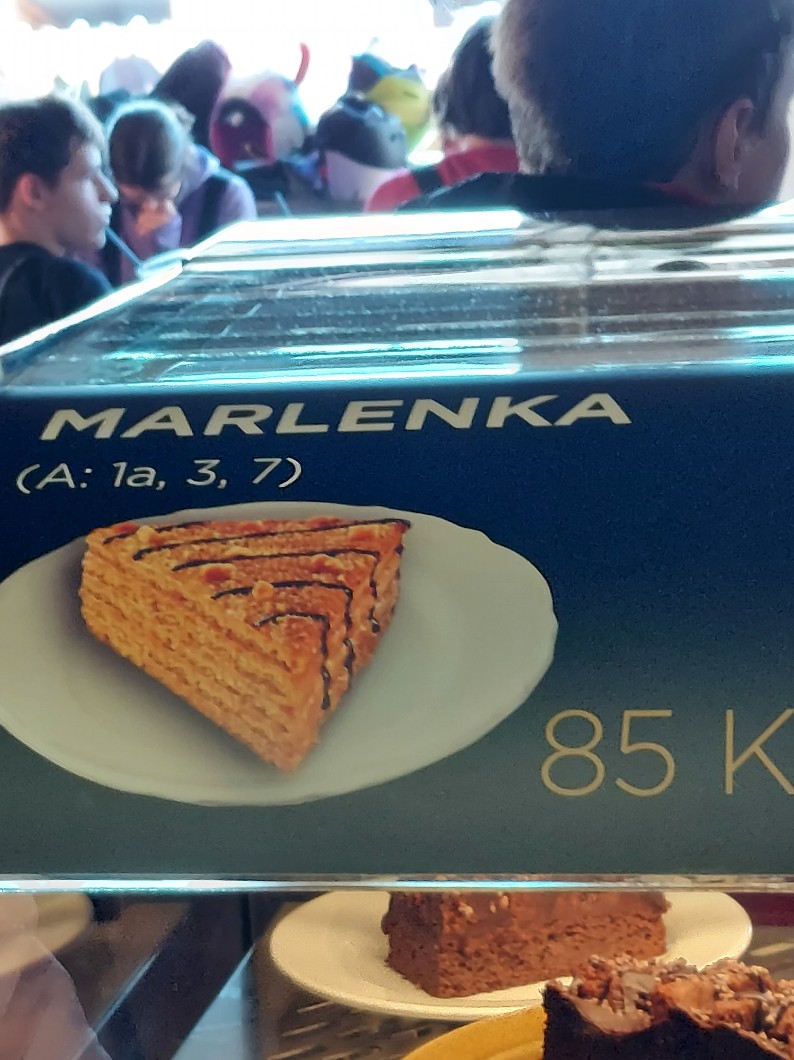 MARLENKA
(A: 1a, 3, 7)
85 K